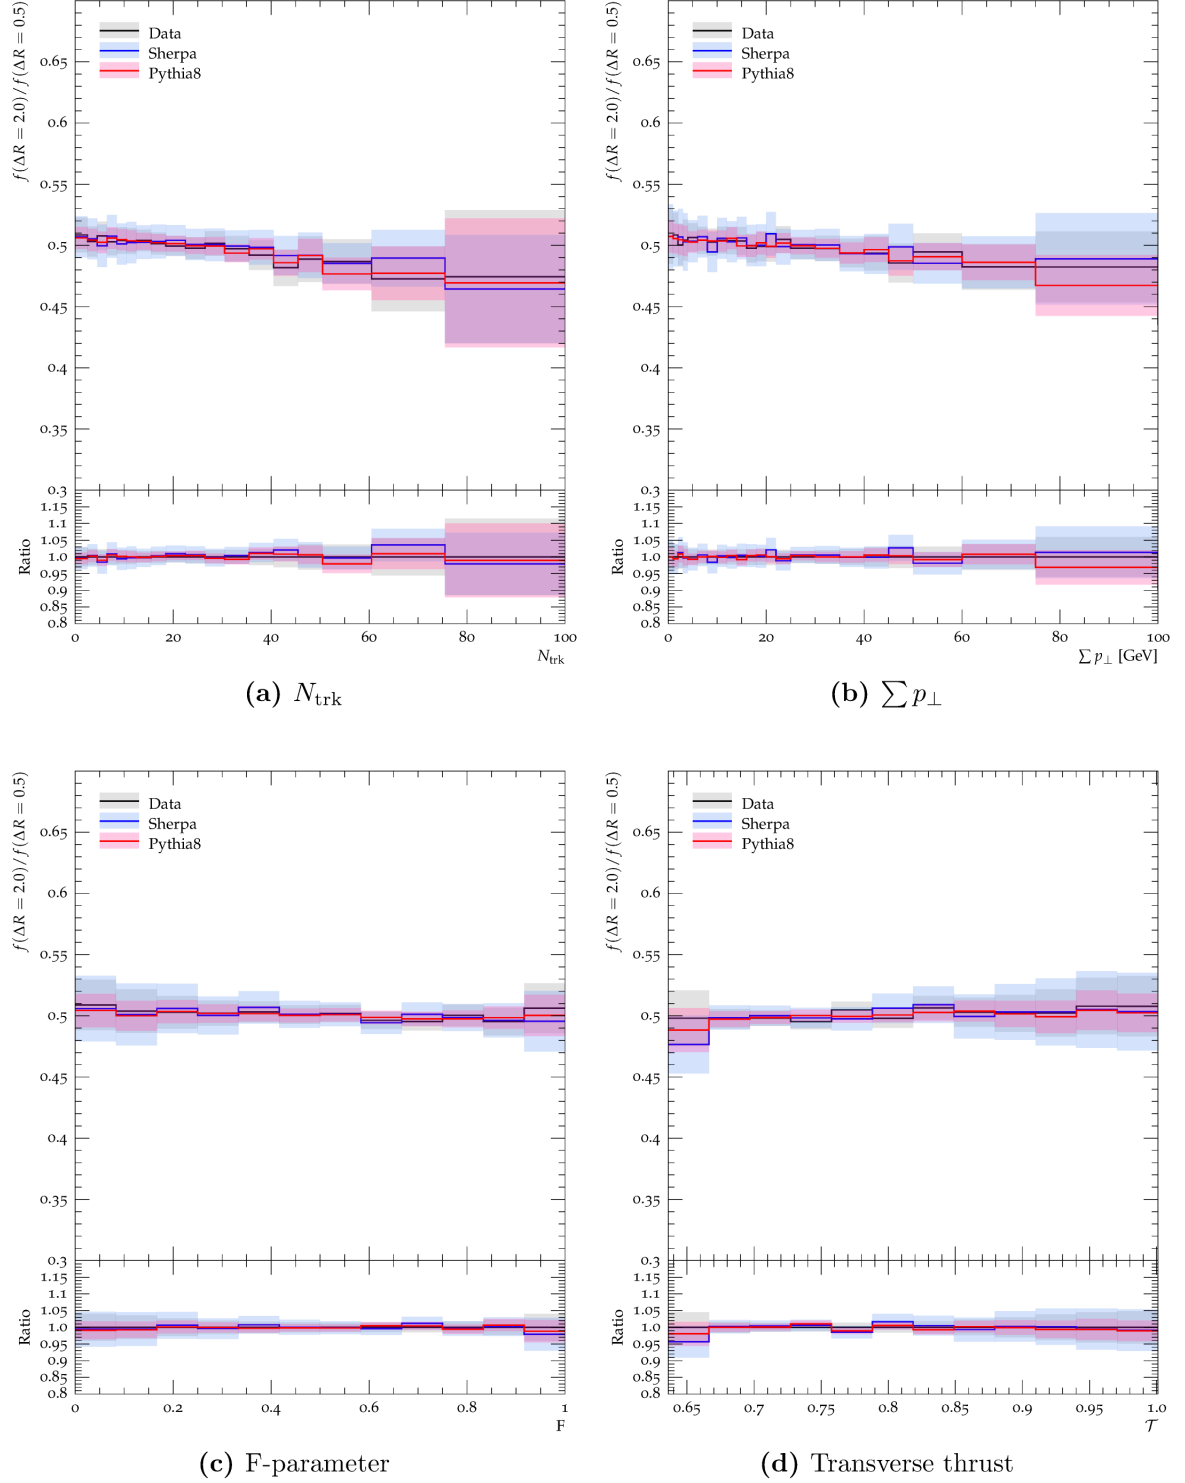 f(ΔR = 2.0)/f(ΔR = 0.5)
Data
Sherpa
Pythia8
0.65
0.6
0.55
0.5
0.45
0.4
0.35
0.3
Ratio
1.15
1.1
1.05
1.0
0.95
0.9
0.85
0.8
0 20 40 60 80 100
N_trk
(a) N_trk
f(ΔR = 2.0)/f(ΔR = 0.5)
Data
Sherpa
Pythia8
0.65
0.6
0.55
0.5
0.45
0.4
0.35
0.3
Ratio
1.15
1.1
1.05
1.0
0.95
0.9
0.85
0.8
0 20 40 60 80 100
∑ p⊥ [GeV]
(b) ∑ p⊥
f(ΔR = 2.0)/f(ΔR = 0.5)
Data
Sherpa
Pythia8
0.65
0.6
0.55
0.5
0.45
0.4
0.35
0.3
Ratio
1.15
1.1
1.05
1.0
0.95
0.9
0.85
0.8
0 0.2 0.4 0.6 0.8 1
F
(c) F-parameter
f(ΔR = 2.0)/f(ΔR = 0.5)
Data
Sherpa
Pythia8
0.65
0.6
0.55
0.5
0.45
0.4
0.35
0.3
Ratio
1.15
1.1
1.05
1.0
0.95
0.9
0.85
0.8
0.65 0.7 0.75 0.8 0.85 0.9 0.95 1.0
𝒯
(d) Transverse thrust